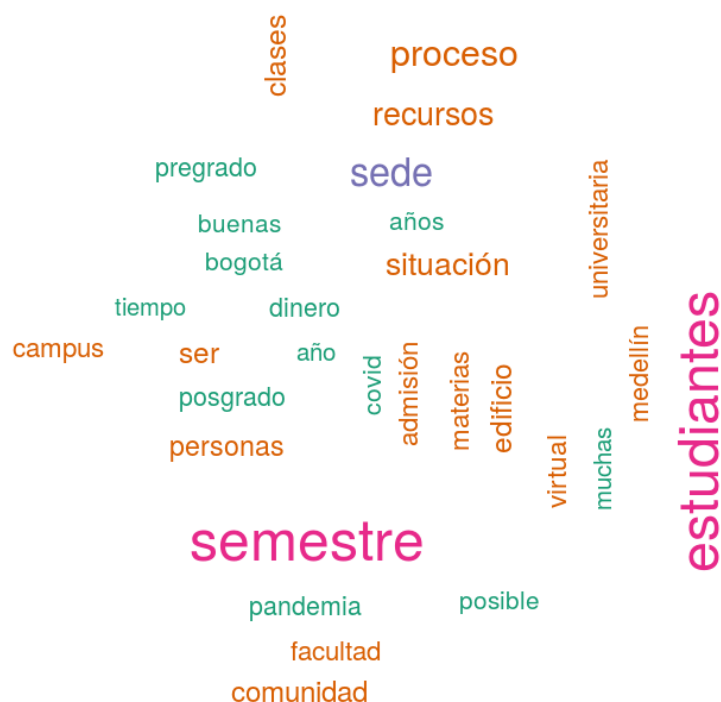 clases
proceso
recursos
pregrado
sede
universitaria
buenas
años
bogotá
situación
tiempo
dinero
estudiantes
campus
ser
año
covid
admisión
materias
edificio
medellín
posgrado
personas
virtual
muchas
semestre
pandemia
posible
facultad
comunidad